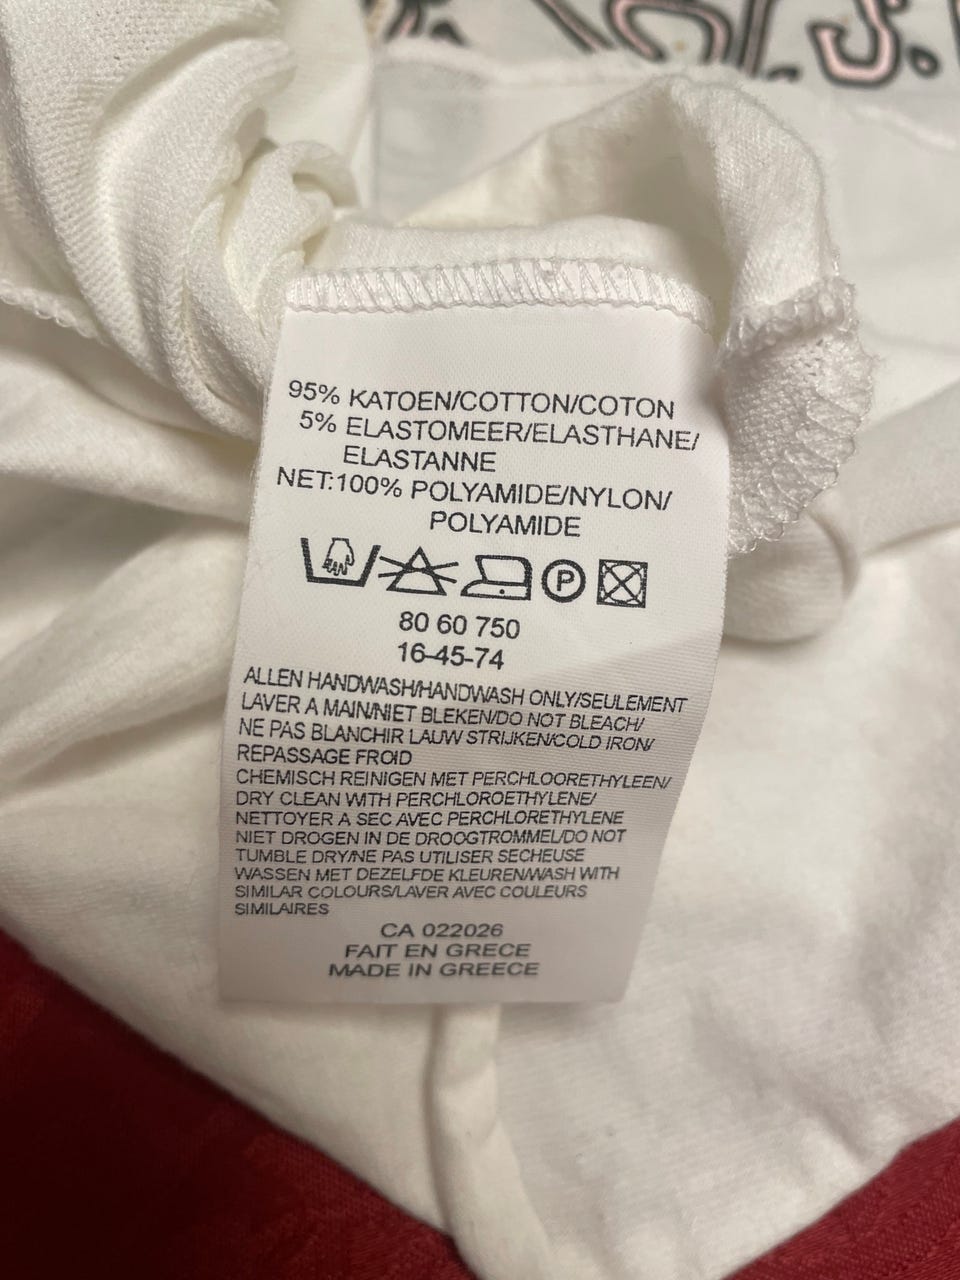 95% KATOEN/COTTON/COTON
5% ELASTOMEER/ELASTHANE/
ELASTANNE
NET:100% POLYAMIDE/NYLON/
POLYAMIDE
P
80 60 750
16-45-74
ALLEN HANDWASH/HANDWASH ONLY/SEULEMENT
LAVER A MAIN/NIET BLEKEN/DO NOT BLEACH/
NE PAS BLANCHIR LAUW STRIJKEN/COLD IRON/
REPASSAGE FROID
CHEMISCH REINIGEN MET PERCHLOORETHYLEEN/
DRY CLEAN WITH PERCHLOROETHYLENE/
NETTOYER A SEC AVEC PERCHLORETHYLENE
NIET DROGEN IN DE DROOGTROMMEL/DO NOT
TUMBLE DRY/NE PAS UTILISER SECHEUSE
WASSEN MET DEZELFDE KLEUREN/WASH WITH
SIMILAR COLOURS/LAVER AVEC COULEURS
SIMILAIRES
CA 022026
FAIT EN GRECE
MADE IN GREECE